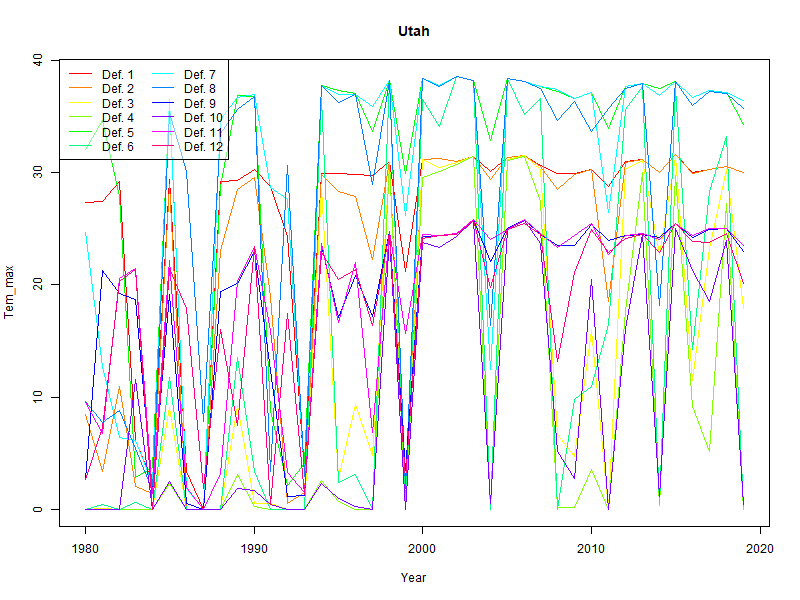 Utah
Tem_max
40
30
20
10
0
Def. 1
Def. 2
Def. 3
Def. 4
Def. 5
Def. 6
Def. 7
Def. 8
Def. 9
Def. 10
Def. 11
Def. 12
1980
1990
2000
2010
2020
Year